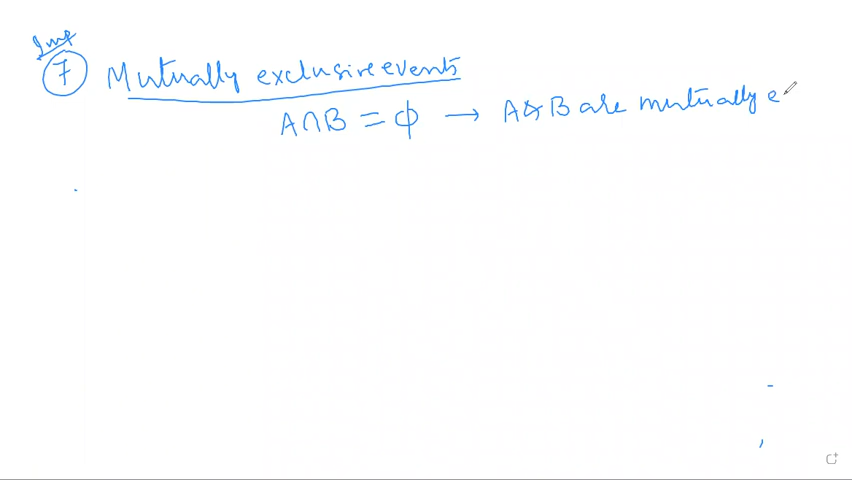 Imp
7 Mutually exclusive events
A∩B = ϕ → A & B are mutually e